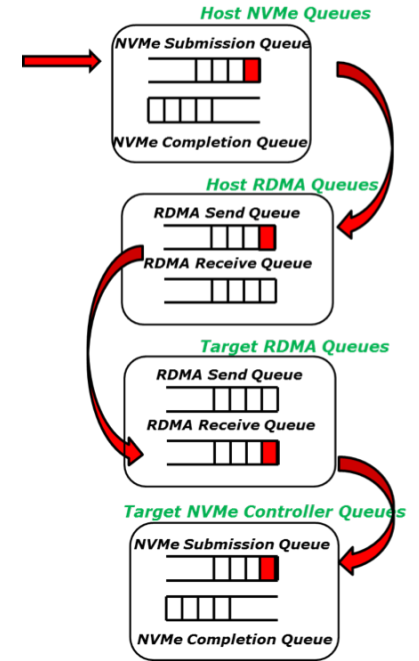 Host NVMe Queues
NVMe Submission Queue
NVMe Completion Queue
Host RDMA Queues
RDMA Send Queue
RDMA Receive Queue
Target RDMA Queues
RDMA Send Queue
RDMA Receive Queue
Target NVMe Controller Queues
NVMe Submission Queue
NVMe Completion Queue